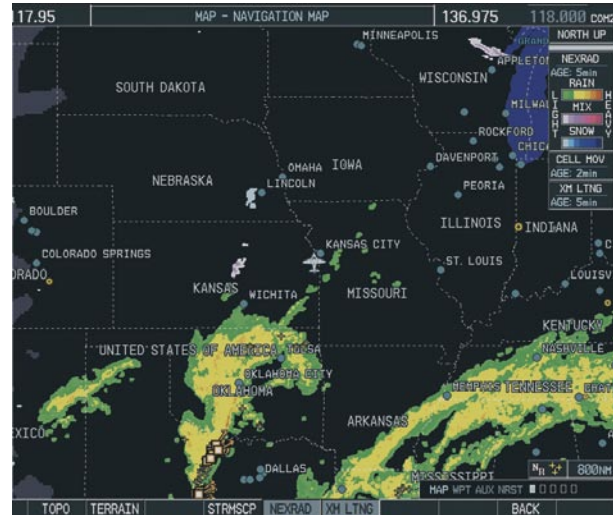 117.95 MAP - NAVIGATION MAP 136.975 118.000 COM2
MINNEAPOLIS
NORTH UP
APPLETON
NEXRAD
AGE: 5min
WISCONSIN
RAIN
SOUTH DAKOTA
LIGHT
HEAVY
MIX
SNOW
ROCKFORD
CELL MOV
AGE: 2min
XM LTNG
AGE: 5min
OMAHA
IOWA
DAVENPORT
NEBRASKA
LINCOLN
PEORIA
BOULDER
ILLINOIS
INDIANA
KANSAS CITY
COLORADO SPRINGS
ST. LOUIS
KANSAS
WICHITA
MISSOURI
KENTUCKY
UNITED STATES OF AMERICA
TULSA
NASHVILLE
OKLAHOMA CITY
OKLAHOMA
MEMPHIS
TENNESSEE
ARKANSAS
DALLAS
MISSISSIPPI
800NM
MAP WPT AUX NRST
TOPO TERRAIN STRMSCP NEXRAD XM LTNG BACK